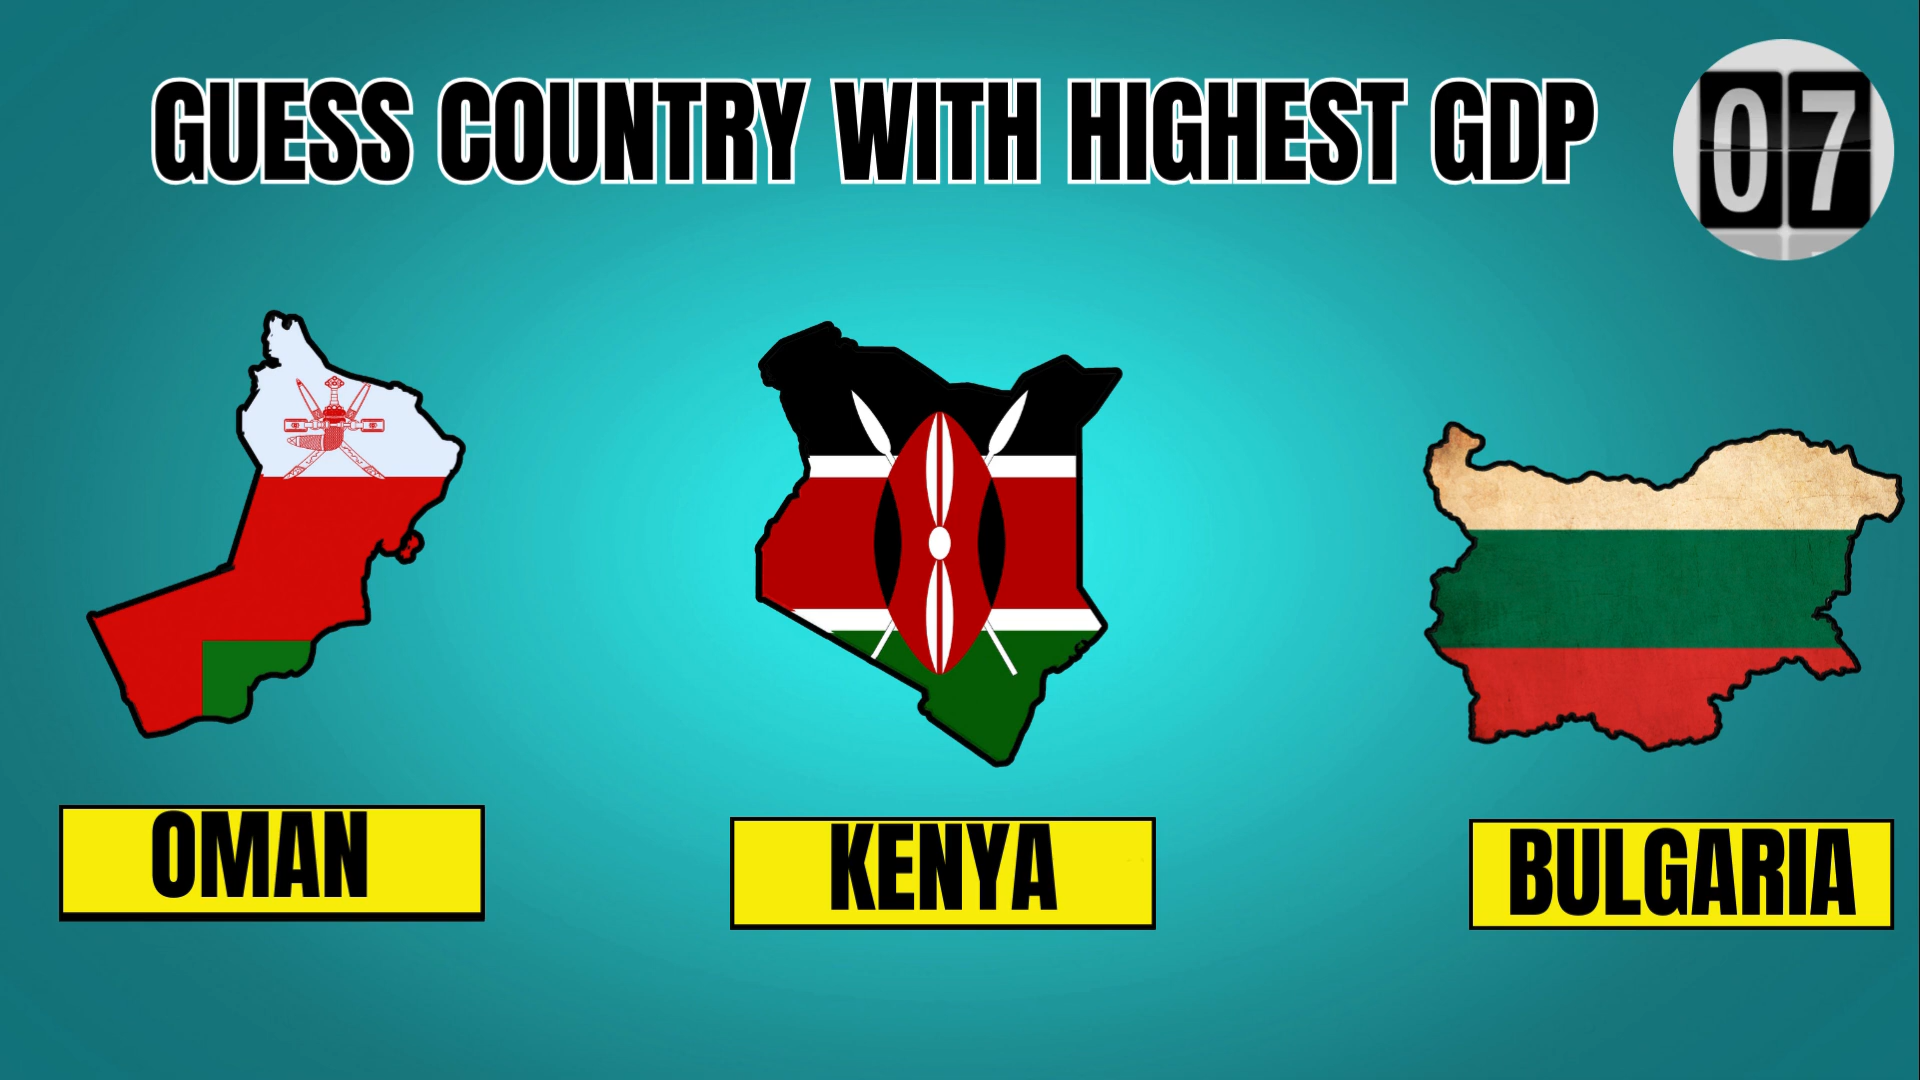 GUESS COUNTRY WITH HIGHEST GDP
07
OMAN
KENYA
BULGARIA